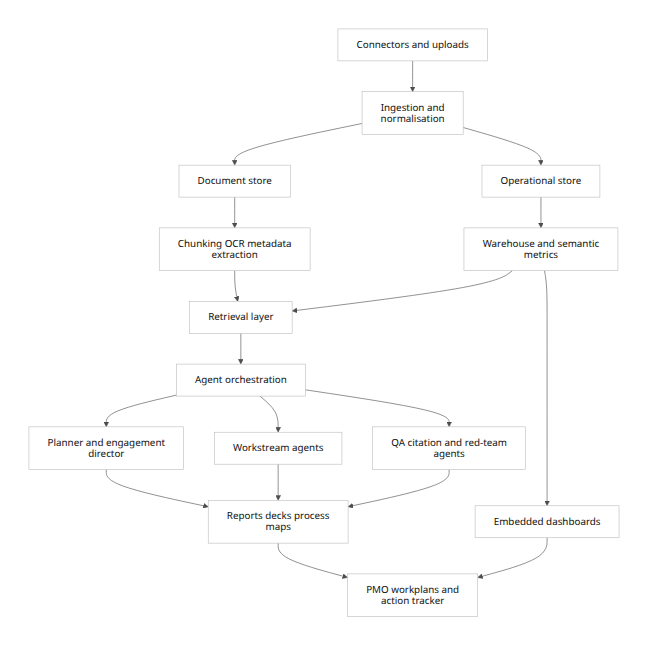 Connectors and uploads
Ingestion and
normalisation
Document store
Operational store
Chunking OCR metadata
extraction
Warehouse and semantic
metrics
Retrieval layer
Agent orchestration
Planner and engagement
director
Workstream agents
QA citation and red-team
agents
Reports decks process
maps
Embedded dashboards
PMO workplans and
action tracker